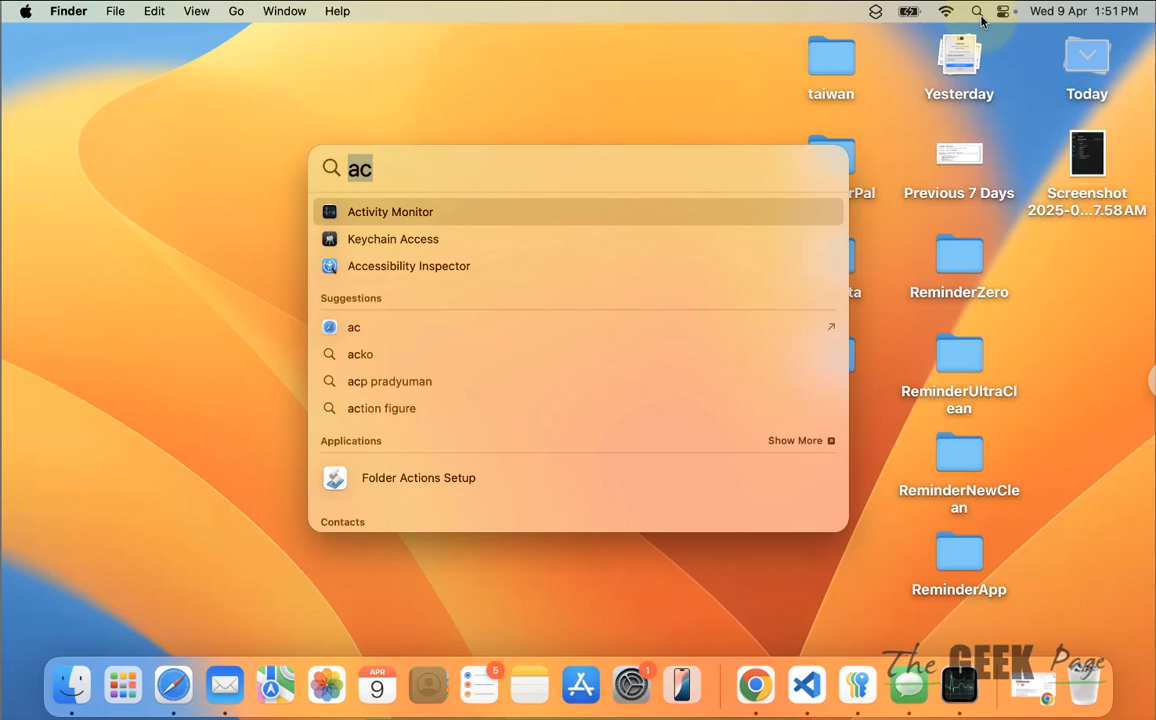 Finder File Edit View Go Window Help Wed 9 Apr 1:51 PM
taiwan
Yesterday
Today
ac
rPal
Previous 7 Days
Screenshot
2025-0...7.58 AM
Activity Monitor
Keychain Access
Accessibility Inspector
ta
ReminderZero
Suggestions
ac
acko
acp pradyuman
action figure
ReminderUltraCl
ean
Applications
Show More
Folder Actions Setup
ReminderNewCle
an
Contacts
ReminderApp
The GEEK Page
APR
9
5
1